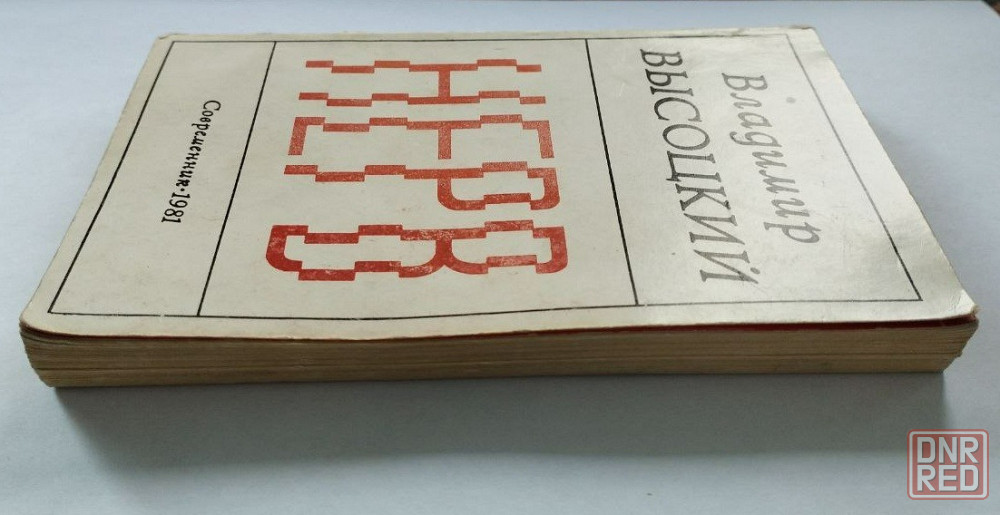 Владимир
ВЫСОЦКИЙ
НЕРВ
Современник·1981
DNR
RED